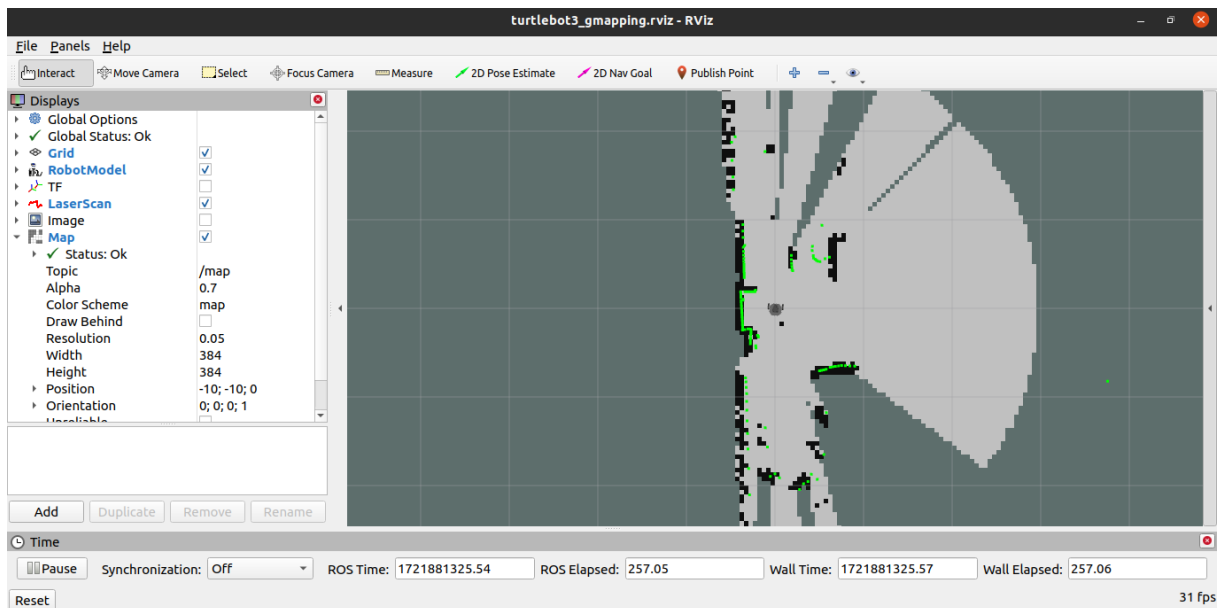 turtlebot3_gmapping.rviz - RViz
File Panels Help
Interact Move Camera Select Focus Camera Measure 2D Pose Estimate 2D Nav Goal Publish Point
Displays
Global Options
Global Status: Ok
Grid
RobotModel
TF
LaserScan
Image
Map
Status: Ok
Topic /map
Alpha 0.7
Color Scheme map
Draw Behind
Resolution 0.05
Width 384
Height 384
Position -10; -10; 0
Orientation 0; 0; 0; 1
Unreliable
Add Duplicate Remove Rename
Time
Pause Synchronization: Off ROS Time: 1721881325.54 ROS Elapsed: 257.05 Wall Time: 1721881325.57 Wall Elapsed: 257.06
Reset 31 fps